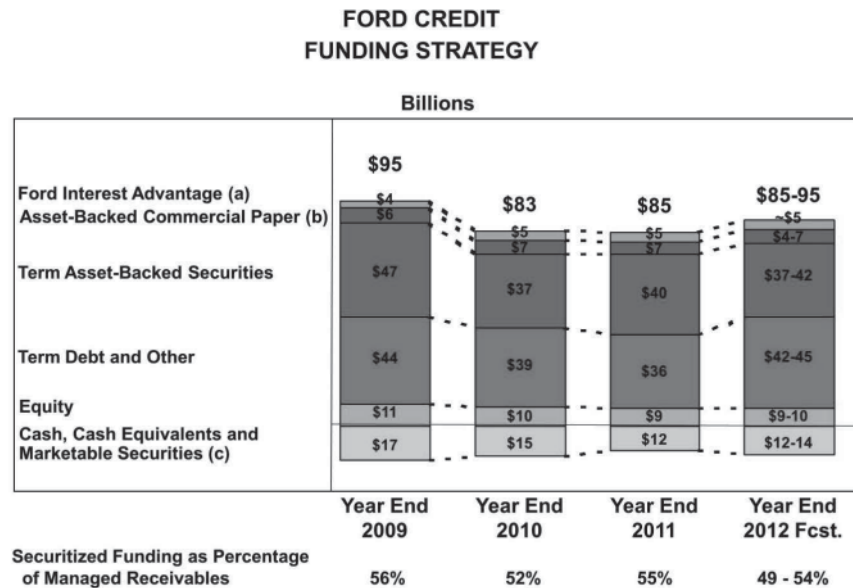 FORD CREDIT
FUNDING STRATEGY
Billions
$95
$83
$85
$85-95
Ford Interest Advantage (a)
$4
$5
$5
~$5
Asset-Backed Commercial Paper (b)
$6
$7
$7
$4-7
Term Asset-Backed Securities
$47
$37
$40
$37-42
Term Debt and Other
$44
$39
$36
$42-45
Equity
$11
$10
$9
$9-10
Cash, Cash Equivalents and
Marketable Securities (c)
$17
$15
$12
$12-14
Year End
2009
Year End
2010
Year End
2011
Year End
2012 Fcst.
Securitized Funding as Percentage
of Managed Receivables
56%
52%
55%
49 - 54%